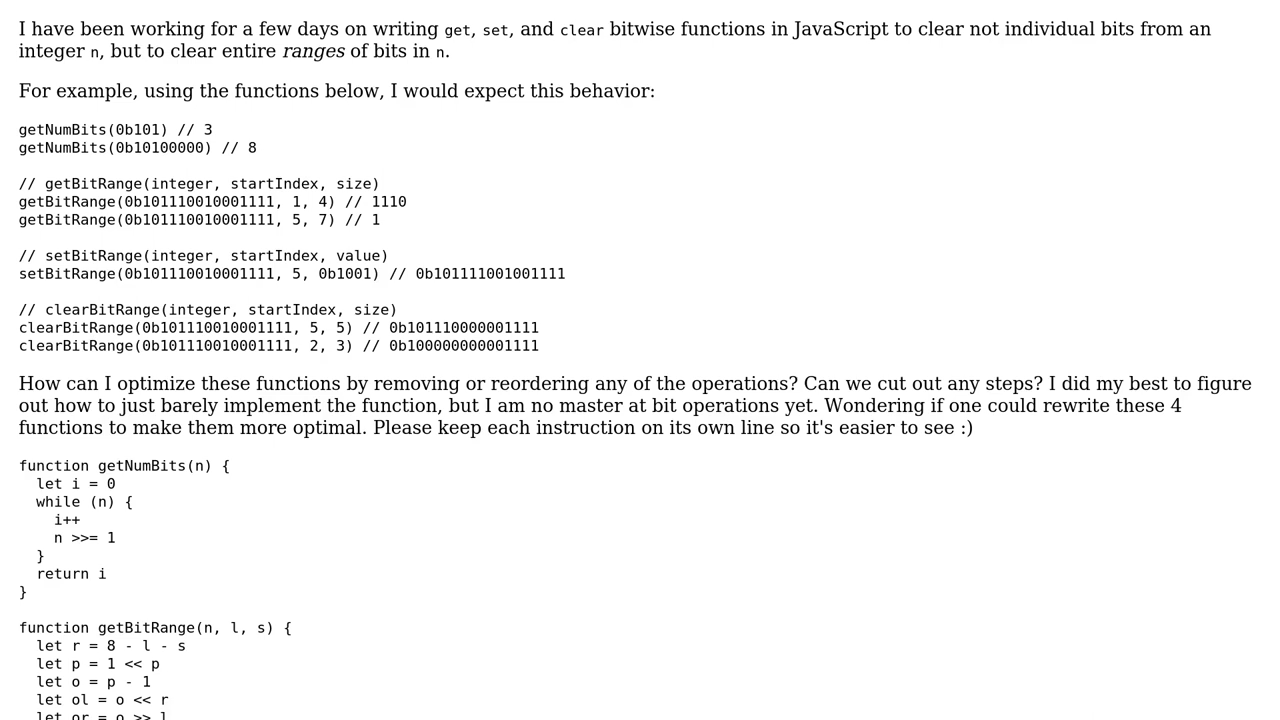 I have been working for a few days on writing get, set, and clear bitwise functions in JavaScript to clear not individual bits from an
integer n, but to clear entire ranges of bits in n.
For example, using the functions below, I would expect this behavior:
getNumBits(0b101) // 3
getNumBits(0b10100000) // 8
// getBitRange(integer, startIndex, size)
getBitRange(0b101110010001111, 1, 4) // 1110
getBitRange(0b101110010001111, 5, 7) // 1
// setBitRange(integer, startIndex, value)
setBitRange(0b101110010001111, 5, 0b1001) // 0b101111001001111
// clearBitRange(integer, startIndex, size)
clearBitRange(0b101110010001111, 5, 5) // 0b101110000001111
clearBitRange(0b101110010001111, 2, 3) // 0b100000000001111
How can I optimize these functions by removing or reordering any of the operations? Can we cut out any steps? I did my best to figure
out how to just barely implement the function, but I am no master at bit operations yet. Wondering if one could rewrite these 4
functions to make them more optimal. Please keep each instruction on its own line so it's easier to see :)
function getNumBits(n) {
  let i = 0
  while (n) {
    i++
    n >>= 1
  }
  return i
}
function getBitRange(n, l, s) {
  let r = 8 - l - s
  let p = 1 << p
  let o = p - 1
  let ol = o << r
  let or = o >> l